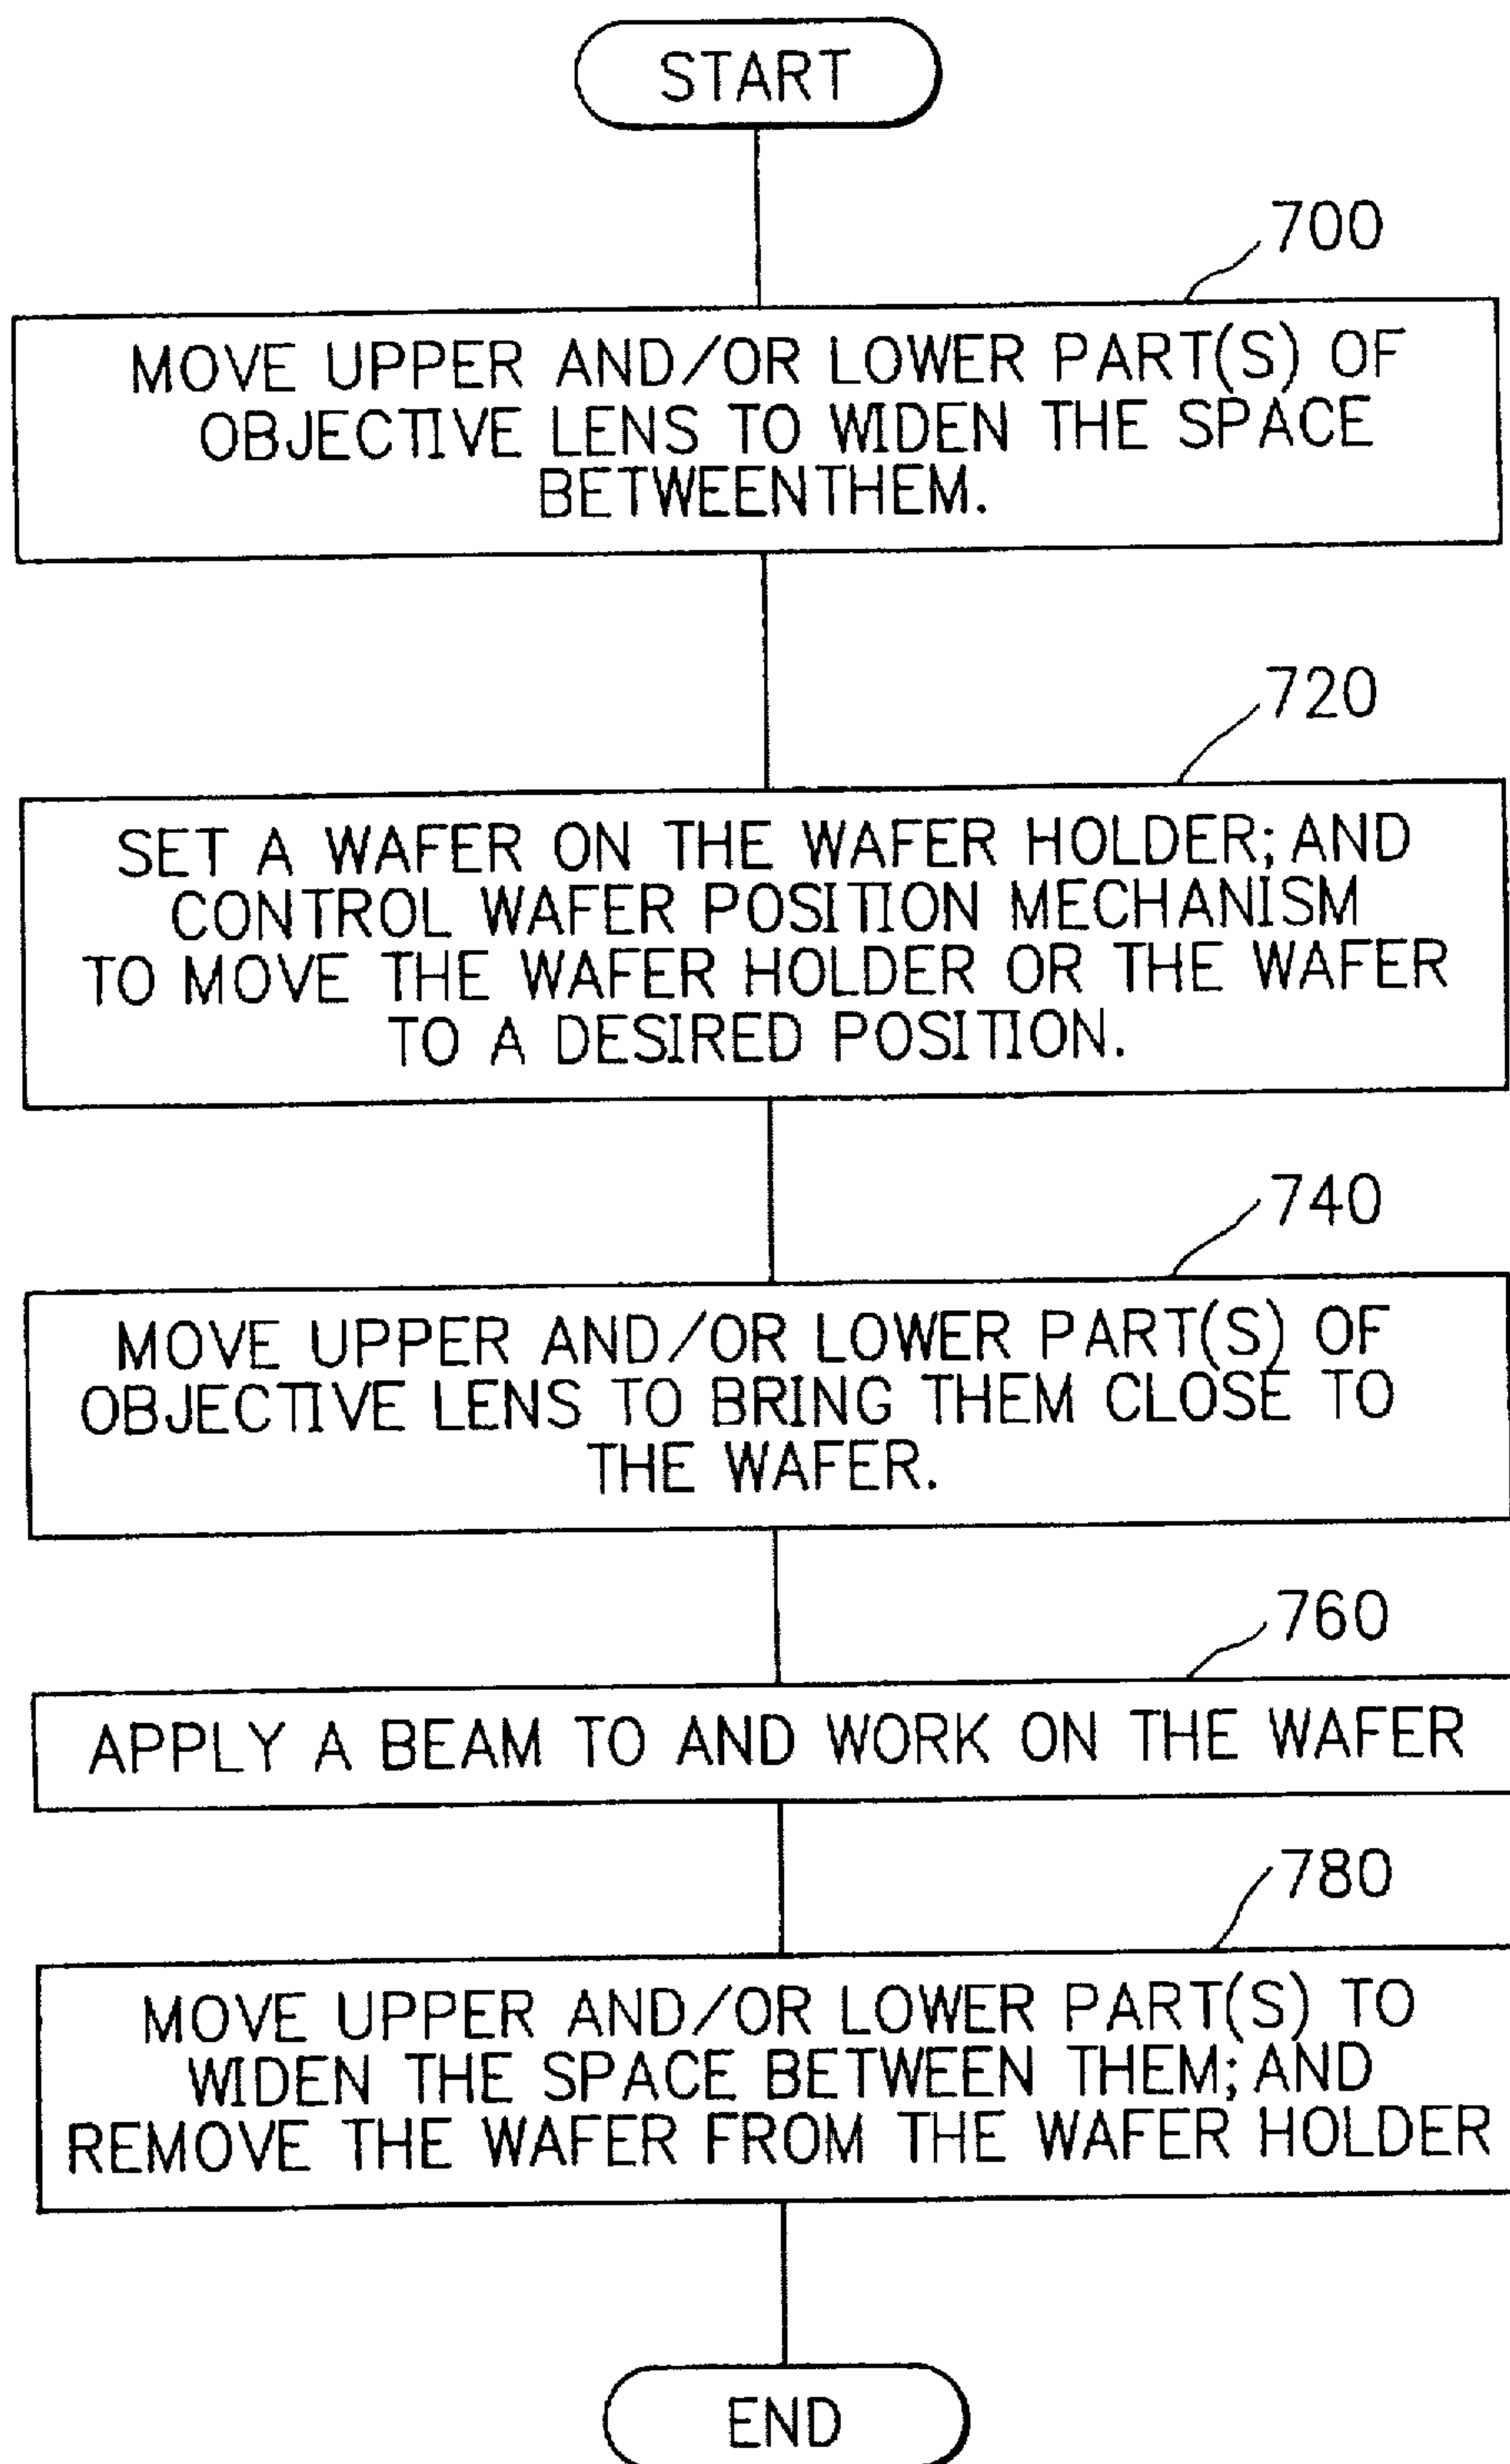 START
700
MOVE UPPER AND/OR LOWER PART(S) OF
OBJECTIVE LENS TO WIDEN THE SPACE
BETWEENTHEM.
720
SET A WAFER ON THE WAFER HOLDER; AND
CONTROL WAFER POSITION MECHANISM
TO MOVE THE WAFER HOLDER OR THE WAFER
TO A DESIRED POSITION.
740
MOVE UPPER AND/OR LOWER PART(S) OF
OBJECTIVE LENS TO BRING THEM CLOSE TO
THE WAFER.
760
APPLY A BEAM TO AND WORK ON THE WAFER
780
MOVE UPPER AND/OR LOWER PART(S) TO
WIDEN THE SPACE BETWEEN THEM; AND
REMOVE THE WAFER FROM THE WAFER HOLDER
END